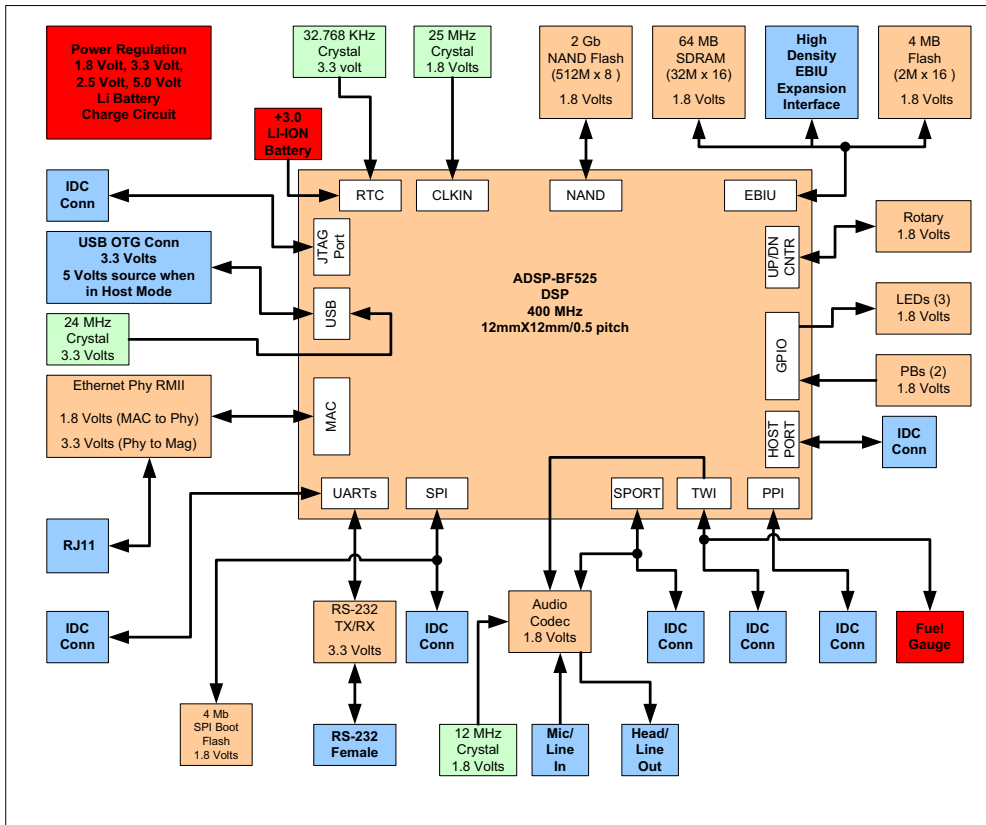 Power Regulation
1.8 Volt, 3.3 Volt,
2.5 Volt, 5.0 Volt
Li Battery
Charge Circuit
32.768 KHz
Crystal
3.3 volt
25 MHz
Crystal
1.8 Volts
2 Gb
NAND Flash
(512M x 8 )
1.8 Volts
64 MB
SDRAM
(32M x 16)
1.8 Volts
High
Density
EBIU
Expansion
Interface
4 MB
Flash
(2M x 16 )
1.8 Volts
+3.0
LI-ION
Battery
IDC
Conn
RTC
CLKIN
NAND
EBIU
JTAG
Port
UP/DN
CNTR
Rotary
1.8 Volts
USB OTG Conn
3.3 Volts
5 Volts source when
in Host Mode
USB
ADSP-BF525
DSP
400 MHz
12mmX12mm/0.5 pitch
LEDs (3)
1.8 Volts
24 MHz
Crystal
3.3 Volts
GPIO
PBs (2)
1.8 Volts
Ethernet Phy RMII
1.8 Volts (MAC to Phy)
3.3 Volts (Phy to Mag)
MAC
HOST
PORT
IDC
Conn
UARTs
SPI
SPORT
TWI
PPI
RJ11
IDC
Conn
RS-232
TX/RX
3.3 Volts
IDC
Conn
Audio
Codec
1.8 Volts
IDC
Conn
IDC
Conn
IDC
Conn
Fuel
Gauge
4 Mb
SPI Boot
Flash
1.8 Volts
RS-232
Female
12 MHz
Crystal
1.8 Volts
Mic/
Line
In
Head/
Line
Out